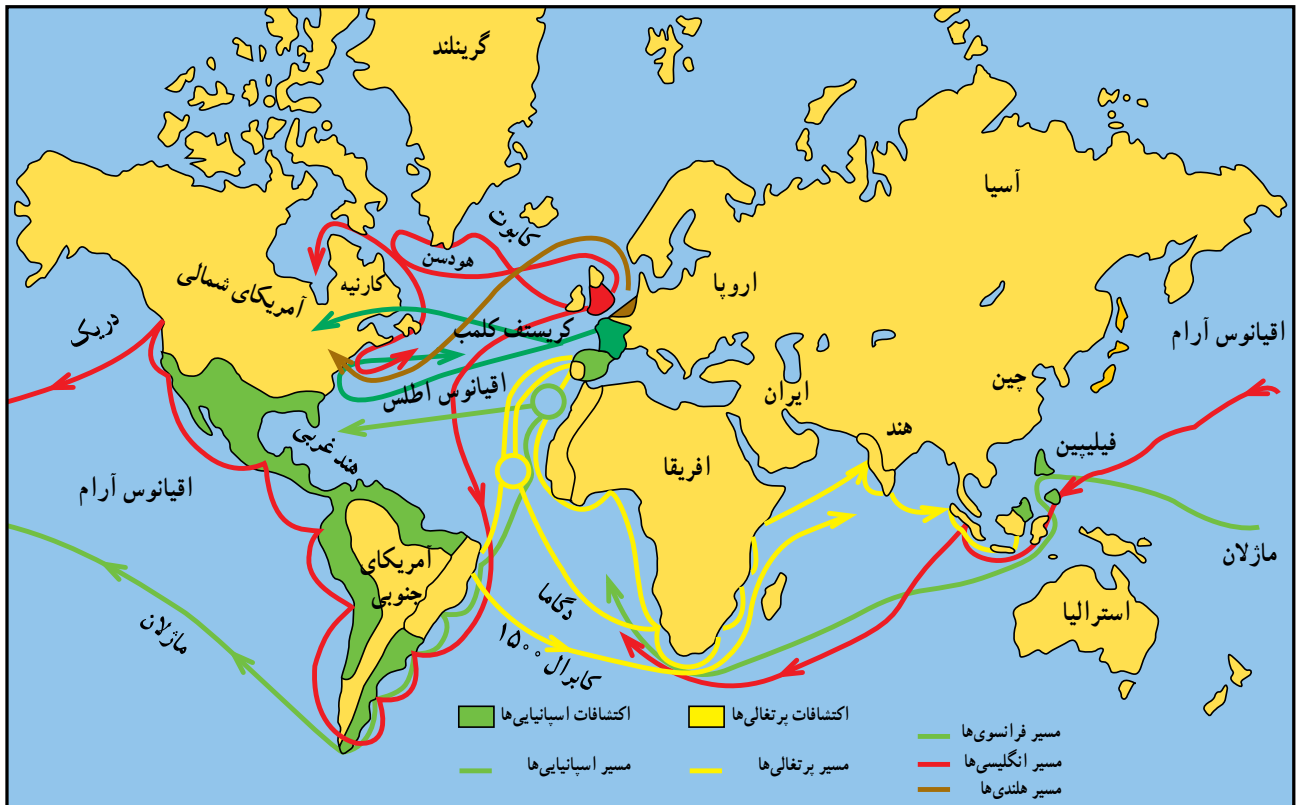 گرینلند
آسیا
کابوت
هودسن
کارتیه
آمریکای شمالی
اروپا
دریک
کریستف کلمب
اقیانوس آرام
چین
ایران
اقیانوس اطلس
هند
هند غربی
فیلیپین
افریقا
اقیانوس آرام
ماژلان
آمریکای
جنوبی
دگاما
استرالیا
ماژلان
کابرال ۱۵۰۰
اکتشافات پرتغالی‌ها
اکتشافات اسپانیایی‌ها
مسیر فرانسوی‌ها
مسیر انگلیسی‌ها
مسیر پرتغالی‌ها
مسیر اسپانیایی‌ها
مسیر هلندی‌ها